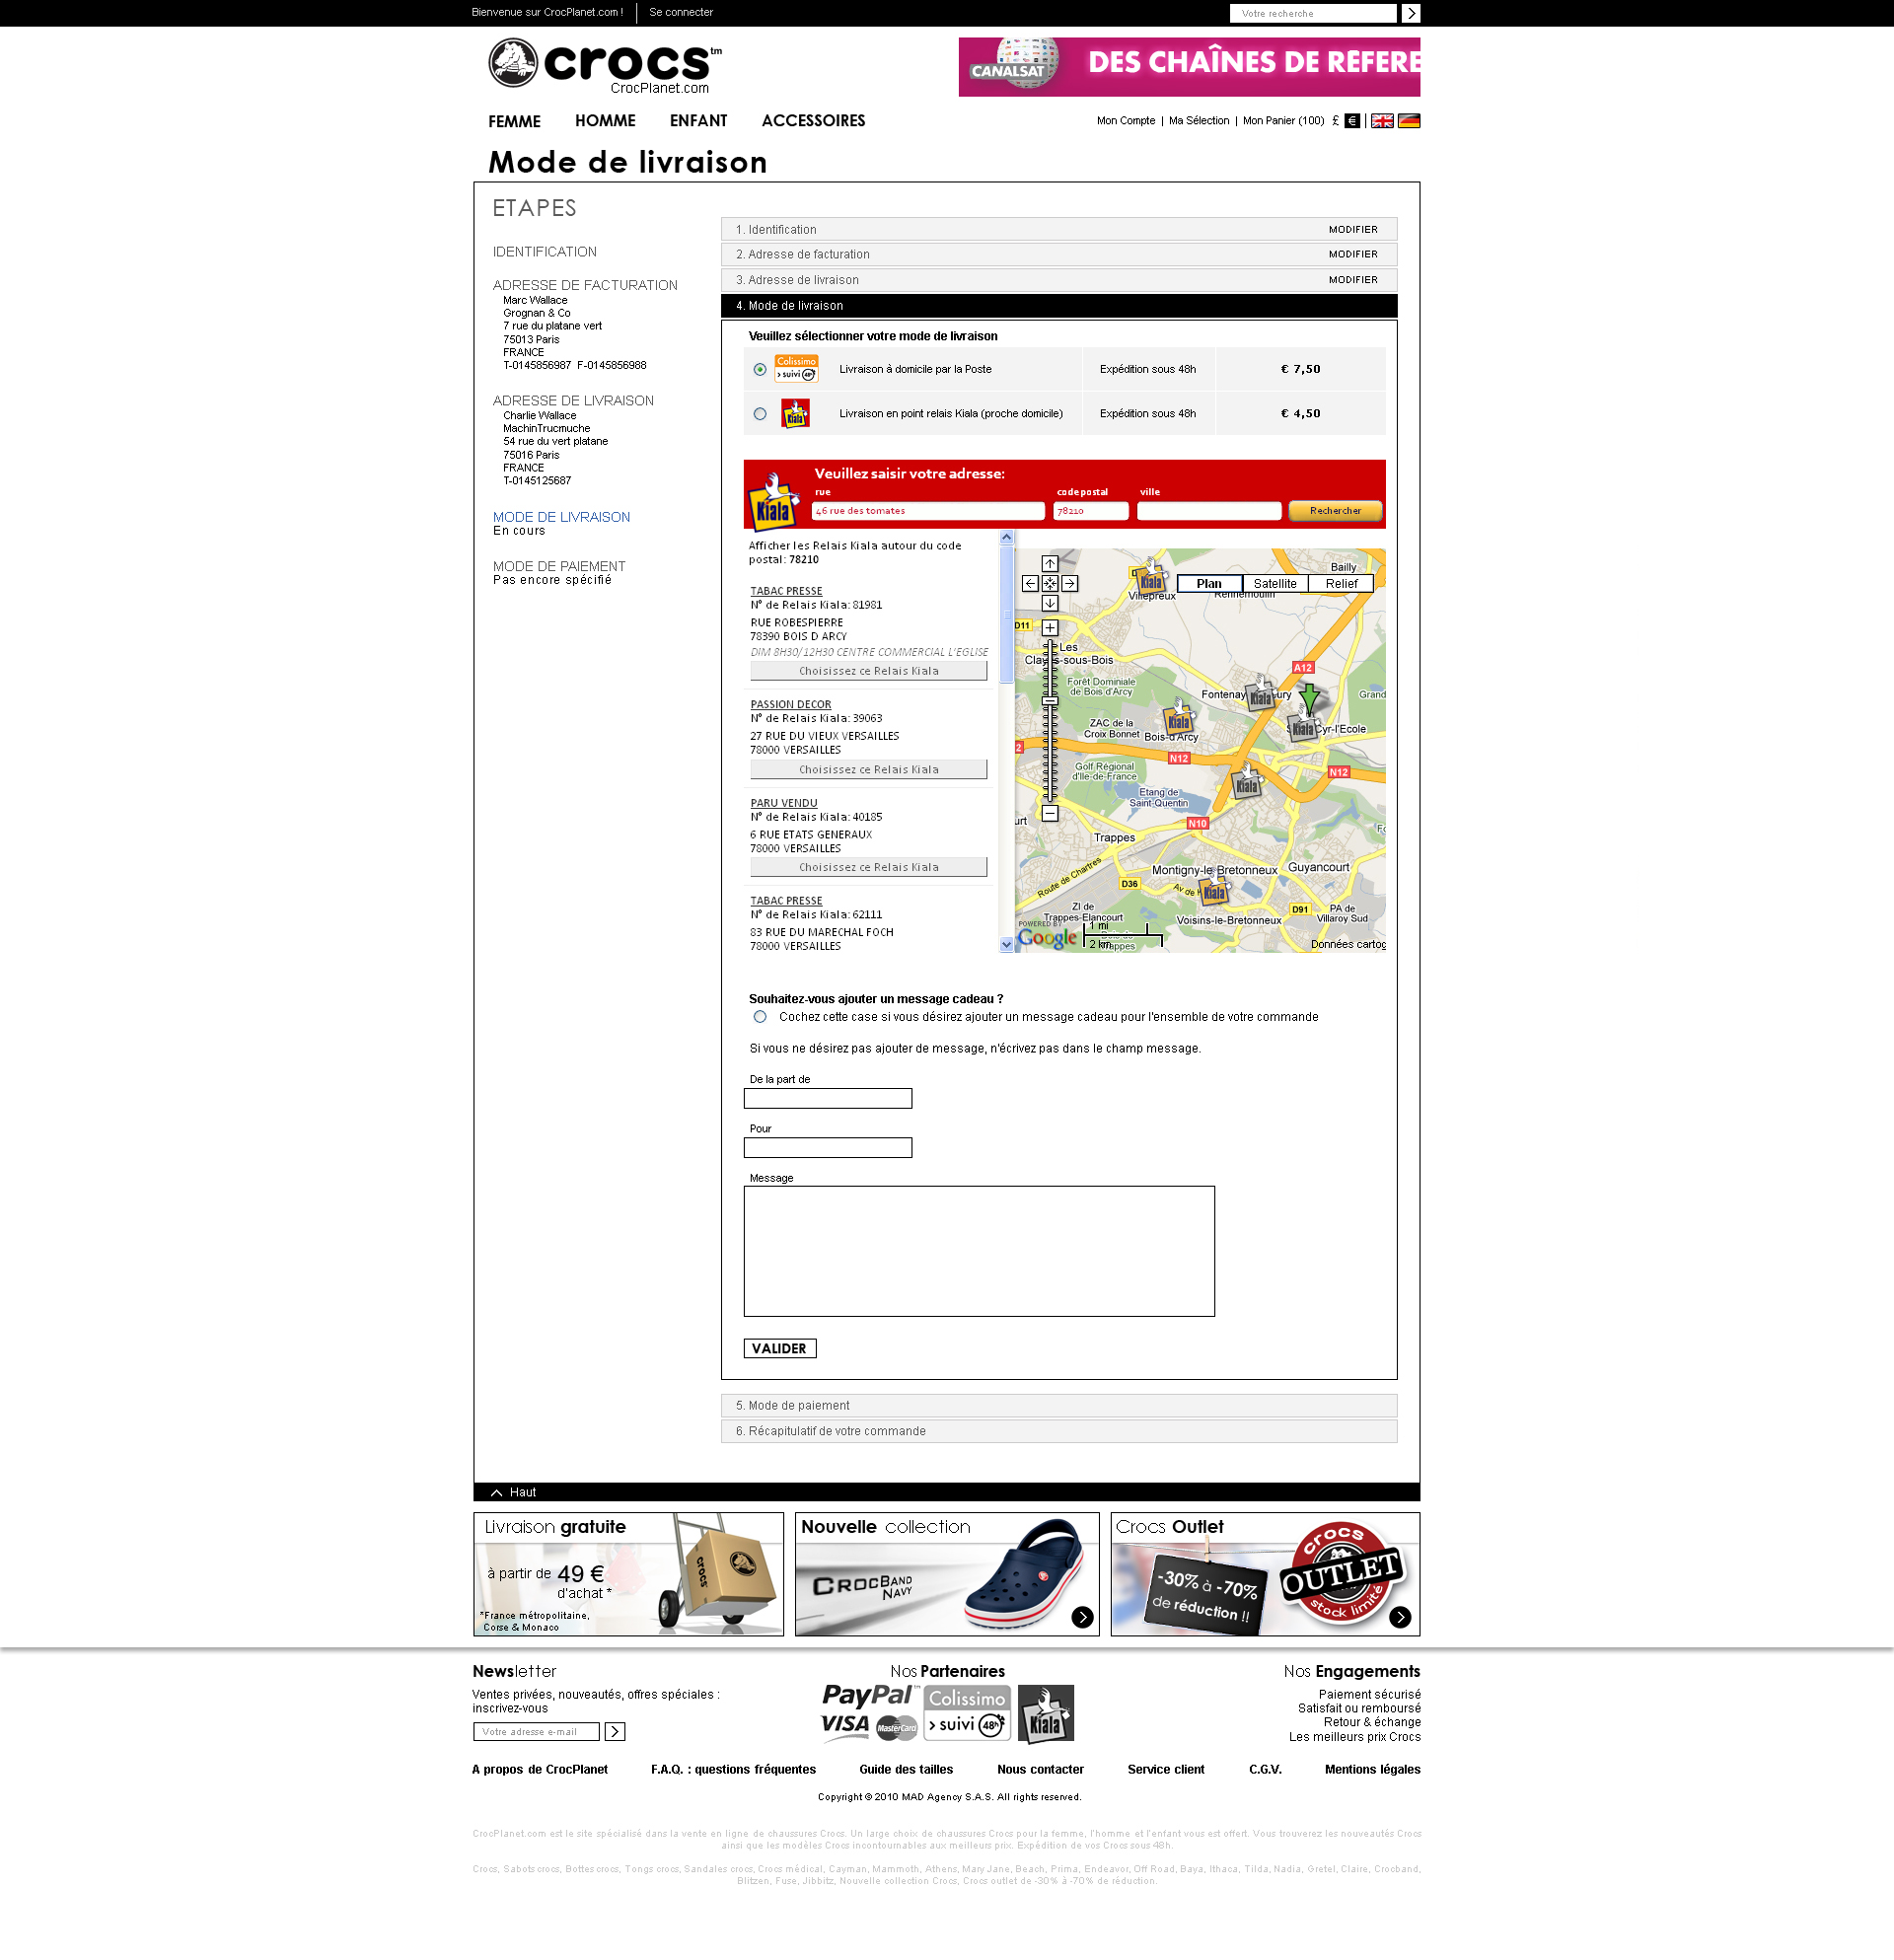 Bienvenue sur CrocPlanet.com ! | Se connecter
Votre recherche
crocs™
CrocPlanet.com
CANALSAT
DES CHAÎNES DE REFERE
FEMME HOMME ENFANT ACCESSOIRES
Mon Compte | Ma Sélection | Mon Panier (100) £ €
Mode de livraison
ETAPES
IDENTIFICATION
ADRESSE DE FACTURATION
Marc Wallace
Grognan & Co
7 rue du platane vert
75013 Paris
FRANCE
T-0145856987 F-0145856988
ADRESSE DE LIVRAISON
Charlie Wallace
MachinTrucmuche
54 rue du vert platane
75016 Paris
FRANCE
T-0145125687
MODE DE LIVRAISON
En cours
MODE DE PAIEMENT
Pas encore spécifié
1. Identification MODIFIER
2. Adresse de facturation MODIFIER
3. Adresse de livraison MODIFIER
4. Mode de livraison
Veuillez sélectionner votre mode de livraison
Colissimo
> suivi 48h
Livraison à domicile par la Poste Expédition sous 48h € 7,50
Kiala
Livraison en point relais Kiala (proche domicile) Expédition sous 48h € 4,50
Kiala
Veuillez saisir votre adresse:
rue code postal ville
46 rue des tomates 78210 Rechercher
Afficher les Relais Kiala autour du code
postal: 78210
TABAC PRESSE
N° de Relais Kiala: 81981
RUE ROBESPIERRE
78390 BOIS D ARCY
DIM 8H30/12H30 CENTRE COMMERCIAL L'EGLISE
Choisissez ce Relais Kiala
PASSION DECOR
N° de Relais Kiala: 39063
27 RUE DU VIEUX VERSAILLES
78000 VERSAILLES
Choisissez ce Relais Kiala
PARU VENDU
N° de Relais Kiala: 40185
6 RUE ETATS GENERAUX
78000 VERSAILLES
Choisissez ce Relais Kiala
TABAC PRESSE
N° de Relais Kiala: 62111
83 RUE DU MARECHAL FOCH
78000 VERSAILLES
Bailly
Kiala
Plan Satellite Relief
Villepreux
Rennemoulin
D11
Les
Clayes-sous-Bois
A12
Forêt Domaniale
de Bois d'Arcy
Fontenay
Kiala
Grand
ZAC de la
Croix Bonnet
Kiala
Bois-d'Arcy
Kiala
Cyr-l'Ecole
N12
N12
Golf Régional
d'Ile-de-France
Kiala
Etang de
Saint-Quentin
N10
Trappes
Route de Chartres
Montigny-le-Bretonneux
Guyancourt
D36
Av de
Kiala
D91
ZI de
Trappes-Elancourt
Voisins-le-Bretonneux
PA de
Villaroy Sud
POWERED BY
Google
1 mi
2 km
Trappes
Données cartog
Souhaitez-vous ajouter un message cadeau ?
Cochez cette case si vous désirez ajouter un message cadeau pour l'ensemble de votre commande
Si vous ne désirez pas ajouter de message, n'écrivez pas dans le champ message.
De la part de
Pour
Message
VALIDER
5. Mode de paiement
6. Récapitulatif de votre commande
Haut
Livraison gratuite
à partir de 49 €
d'achat *
*France métropolitaine,
Corse & Monaco
crocs
Nouvelle collection
CROCBAND
NAVY
Crocs Outlet
-30% à -70%
de réduction !!
crocs
OUTLET
stock limité
Newsletter
Ventes privées, nouveautés, offres spéciales :
inscrivez-vous
Votre adresse e-mail
Nos Partenaires
PayPal™
VISA MasterCard
Colissimo
> suivi 48h
Kiala
Nos Engagements
Paiement sécurisé
Satisfait ou remboursé
Retour & échange
Les meilleurs prix Crocs
A propos de CrocPlanet F.A.Q. : questions fréquentes Guide des tailles Nous contacter Service client C.G.V. Mentions légales
Copyright © 2010 MAD Agency S.A.S. All rights reserved.
CrocPlanet.com est le site spécialisé dans la vente en ligne de chaussures Crocs. Un large choix de chaussures Crocs pour la femme, l'homme et l'enfant vous est offert. Vous trouverez les nouveautés Crocs
ainsi que les modèles Crocs incontournables aux meilleurs prix. Expédition de vos Crocs sous 48h.
Crocs, Sabots crocs, Bottes crocs, Tongs crocs, Sandales crocs, Crocs médical, Cayman, Mammoth, Athens, Mary Jane, Beach, Prima, Endeavor, Off Road, Baya, Ithaca, Tilda, Nadia, Gretel, Claire, Crocband,
Blitzen, Fuse, Jibbitz, Nouvelle collection Crocs, Crocs outlet de -30% à -70% de réduction.